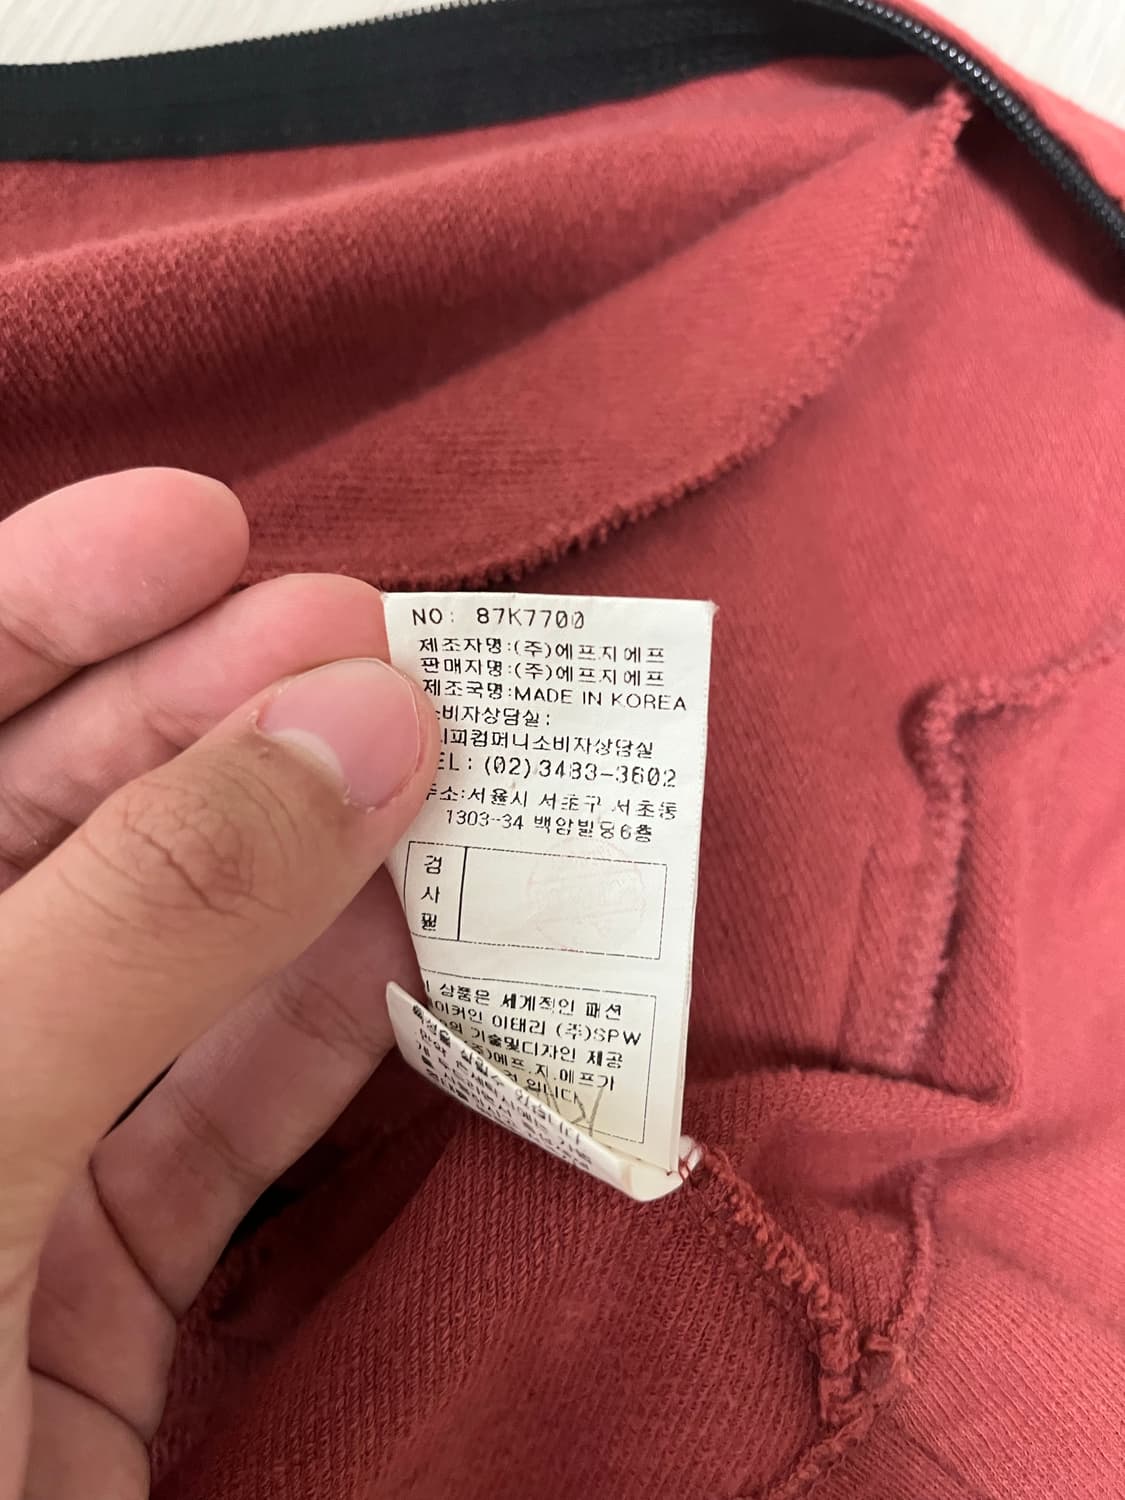 NO: 87K7700
제조자명:(주)에프지에프
판매자명:(주)에프지에프
제조국명:MADE IN KOREA
소비자상담실:
피컴퍼니소비자상담실
TEL: (02)3483-3602
주소:서울시 서초구 서초동
1303-34 백암빌딩6층
검
사
필
이 상품은 세계적인 패션
메이커인 이태리 (주)SPW
기술및디자인 제공
(주)에프.지.에프가
입니다